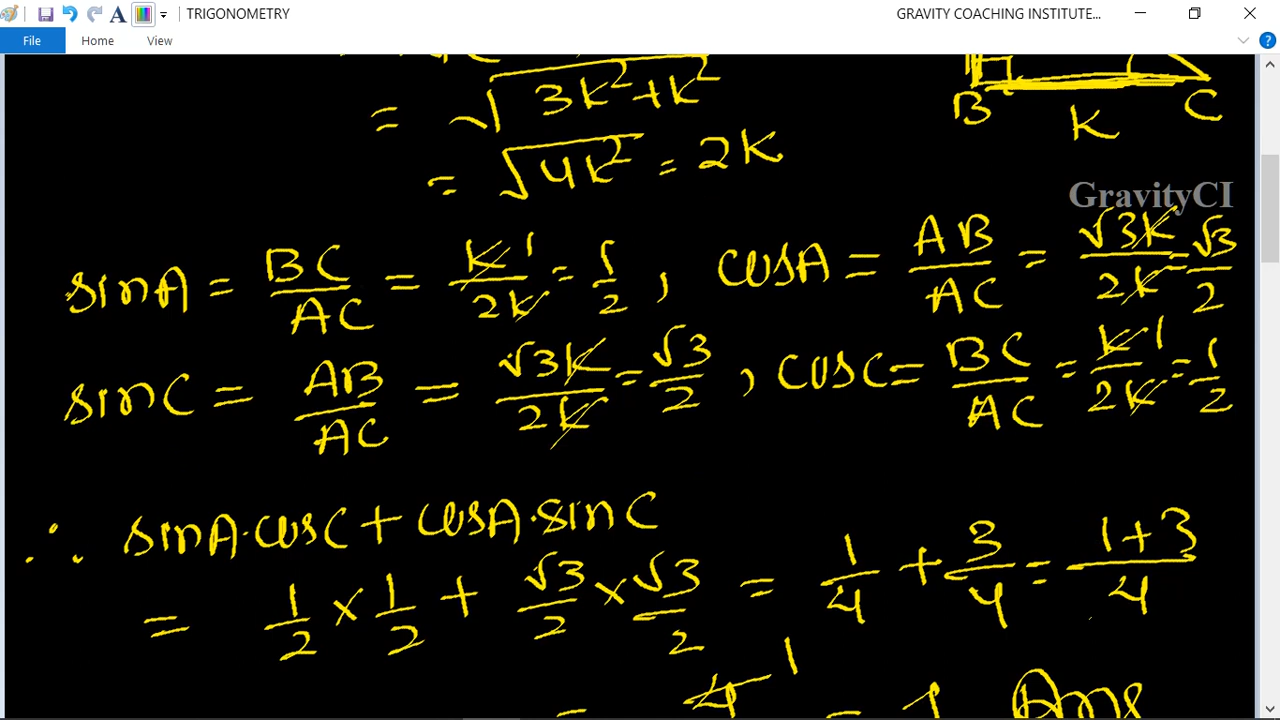 TRIGONOMETRY
GRAVITY COACHING INSTITUTE...
File Home View
= √3K²+K²
B K C
= √4K² = 2K
GravityCI
sinA = BC/AC = K/2K = 1/2 , cosA = AB/AC = √3K/2K = √3/2
sinC = AB/AC = √3K/2K = √3/2 , cosC = BC/AC = K/2K = 1/2
∴ sinA·cosC + cosA·sinC
= 1/2 × 1/2 + √3/2 × √3/2 = 1/4 + 3/4 = 1+3/4
= 4 = 1 Ans